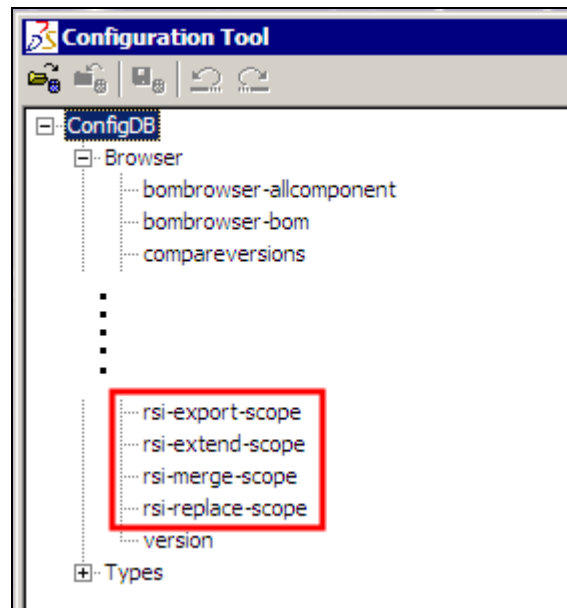 Configuration Tool
ConfigDB
Browser
bombrowser-allcomponent
bombrowser-bom
compareversions
rsi-export-scope
rsi-extend-scope
rsi-merge-scope
rsi-replace-scope
version
Types